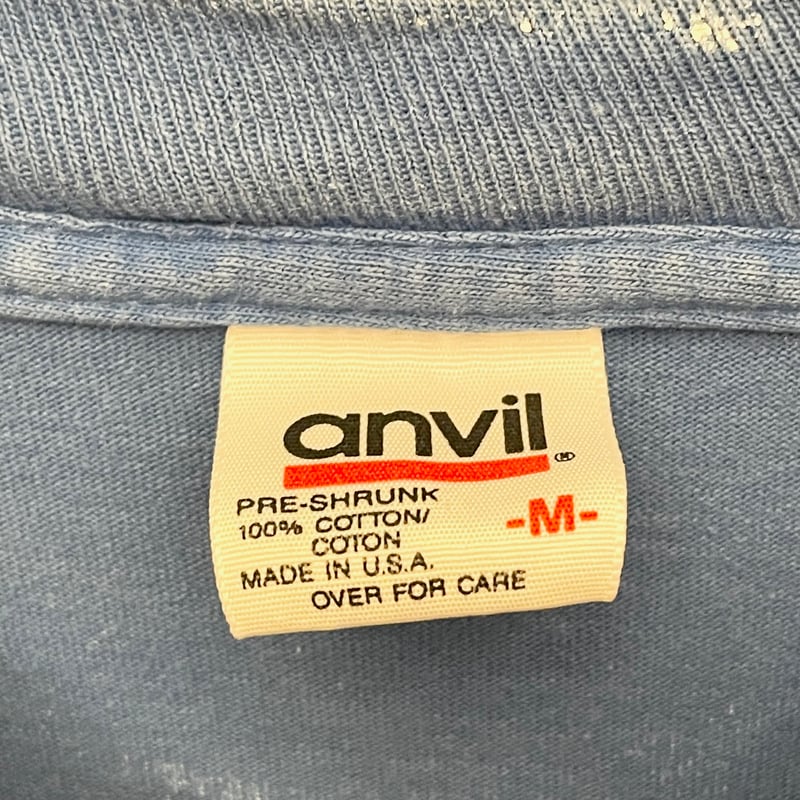 anvil
PRE-SHRUNK
100% COTTON/
COTON
-M-
MADE IN U.S.A.
OVER FOR CARE